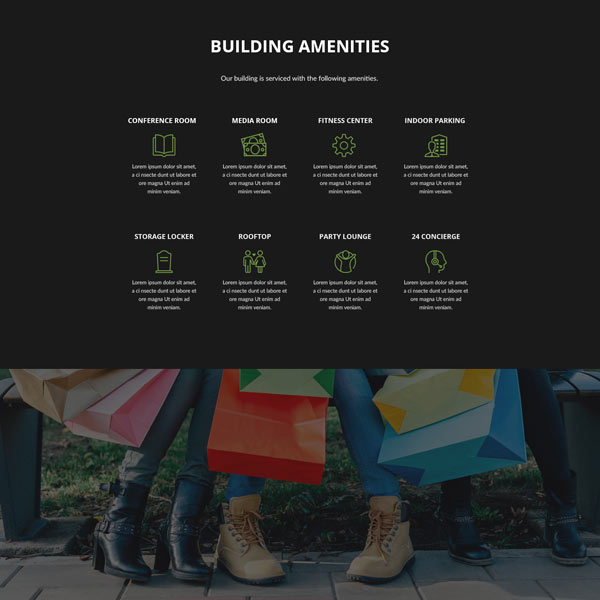 BUILDING AMENITIES
Our building is serviced with the following amenities.
CONFERENCE ROOM
Lorem ipsum dolor sit amet,
a ci nsecte dunt ut labore et
ore magna Ut enim ad
minim veniam.
MEDIA ROOM
Lorem ipsum dolor sit amet,
a ci nsecte dunt ut labore et
ore magna Ut enim ad
minim veniam.
FITNESS CENTER
Lorem ipsum dolor sit amet,
a ci nsecte dunt ut labore et
ore magna Ut enim ad
minim veniam.
INDOOR PARKING
Lorem ipsum dolor sit amet,
a ci nsecte dunt ut labore et
ore magna Ut enim ad
minim veniam.
STORAGE LOCKER
Lorem ipsum dolor sit amet,
a ci nsecte dunt ut labore et
ore magna Ut enim ad
minim veniam.
ROOFTOP
Lorem ipsum dolor sit amet,
a ci nsecte dunt ut labore et
ore magna Ut enim ad
minim veniam.
PARTY LOUNGE
Lorem ipsum dolor sit amet,
a ci nsecte dunt ut labore et
ore magna Ut enim ad
minim veniam.
24 CONCIERGE
Lorem ipsum dolor sit amet,
a ci nsecte dunt ut labore et
ore magna Ut enim ad
minim veniam.